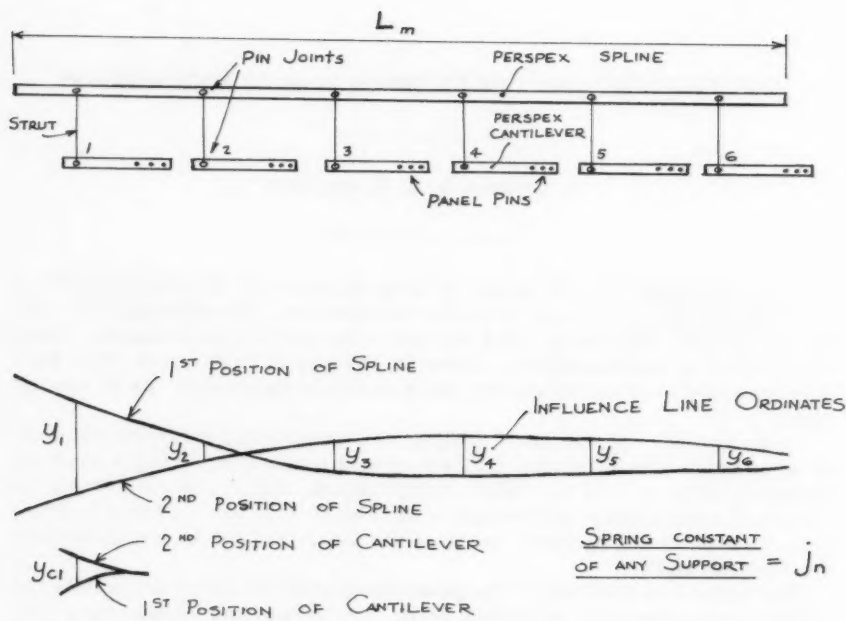 Lm
PIN JOINTS
PERSPEX SPLINE
STRUT
PERSPEX
CANTILEVER
1
2
3
4
5
6
PANEL PINS
1ST POSITION OF SPLINE
INFLUENCE LINE ORDINATES
y1
y2
y3
y4
y5
y6
2ND POSITION OF SPLINE
2ND POSITION OF CANTILEVER
yC1
1ST POSITION OF CANTILEVER
SPRING CONSTANT
OF ANY SUPPORT = jn